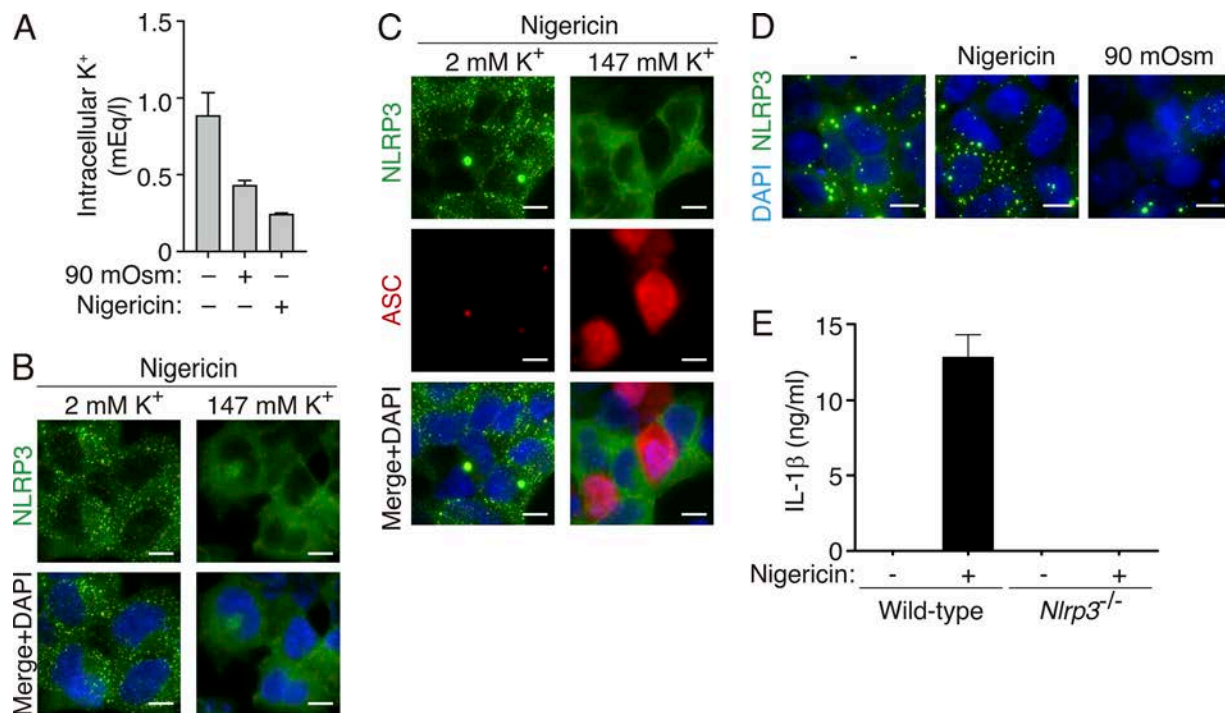 A
Intracellular K⁺
(mEq/l)
1.5
1.0
0.5
0
90 mOsm: – + –
Nigericin: – – +
B
Nigericin
2 mM K⁺ 147 mM K⁺
NLRP3
Merge+DAPI
C
Nigericin
2 mM K⁺ 147 mM K⁺
NLRP3
ASC
Merge+DAPI
D
- Nigericin 90 mOsm
DAPI NLRP3
E
IL-1β (ng/ml)
15
10
5
0
Nigericin: - + - +
Wild-type Nlrp3⁻/⁻